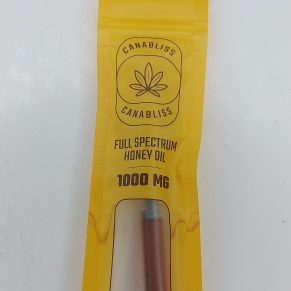 CANABLISS
CANABLISS
FULL SPECTRUM
HONEY OIL
1000 MG